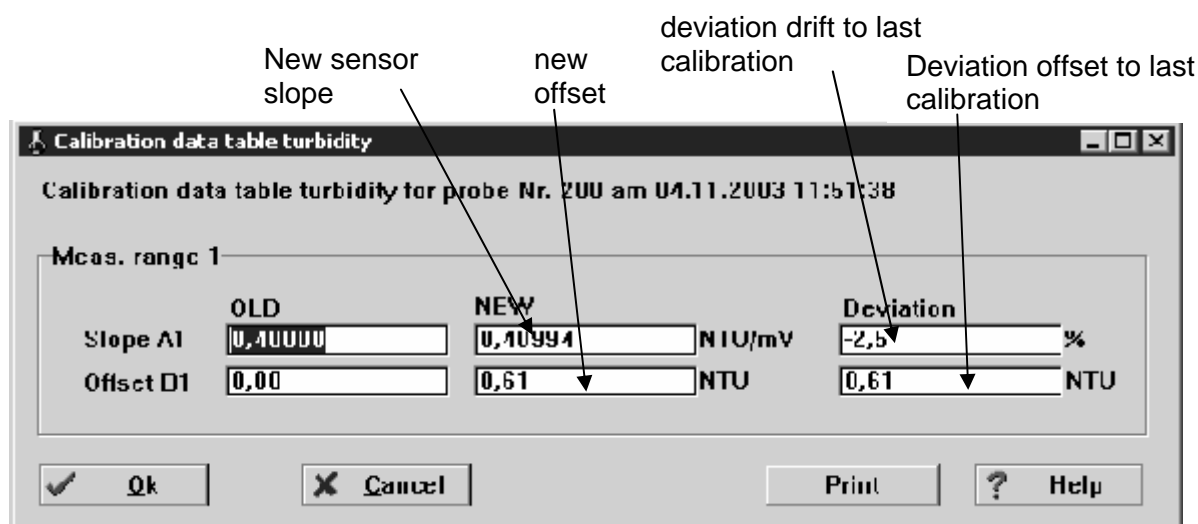 New sensor slope
new offset
deviation drift to last calibration
Deviation offset to last calibration
Calibration data table turbidity
Calibration data table turbidity for probe Nr. 200 am 04.11.2003 11:51:38
Meas. range 1
OLD NEW Deviation
Slope A1 0,40000 0,40994 NTU/mV -2,5 %
Offset D1 0,00 0,61 NTU 0,61 NTU
Ok Cancel Print ? Help